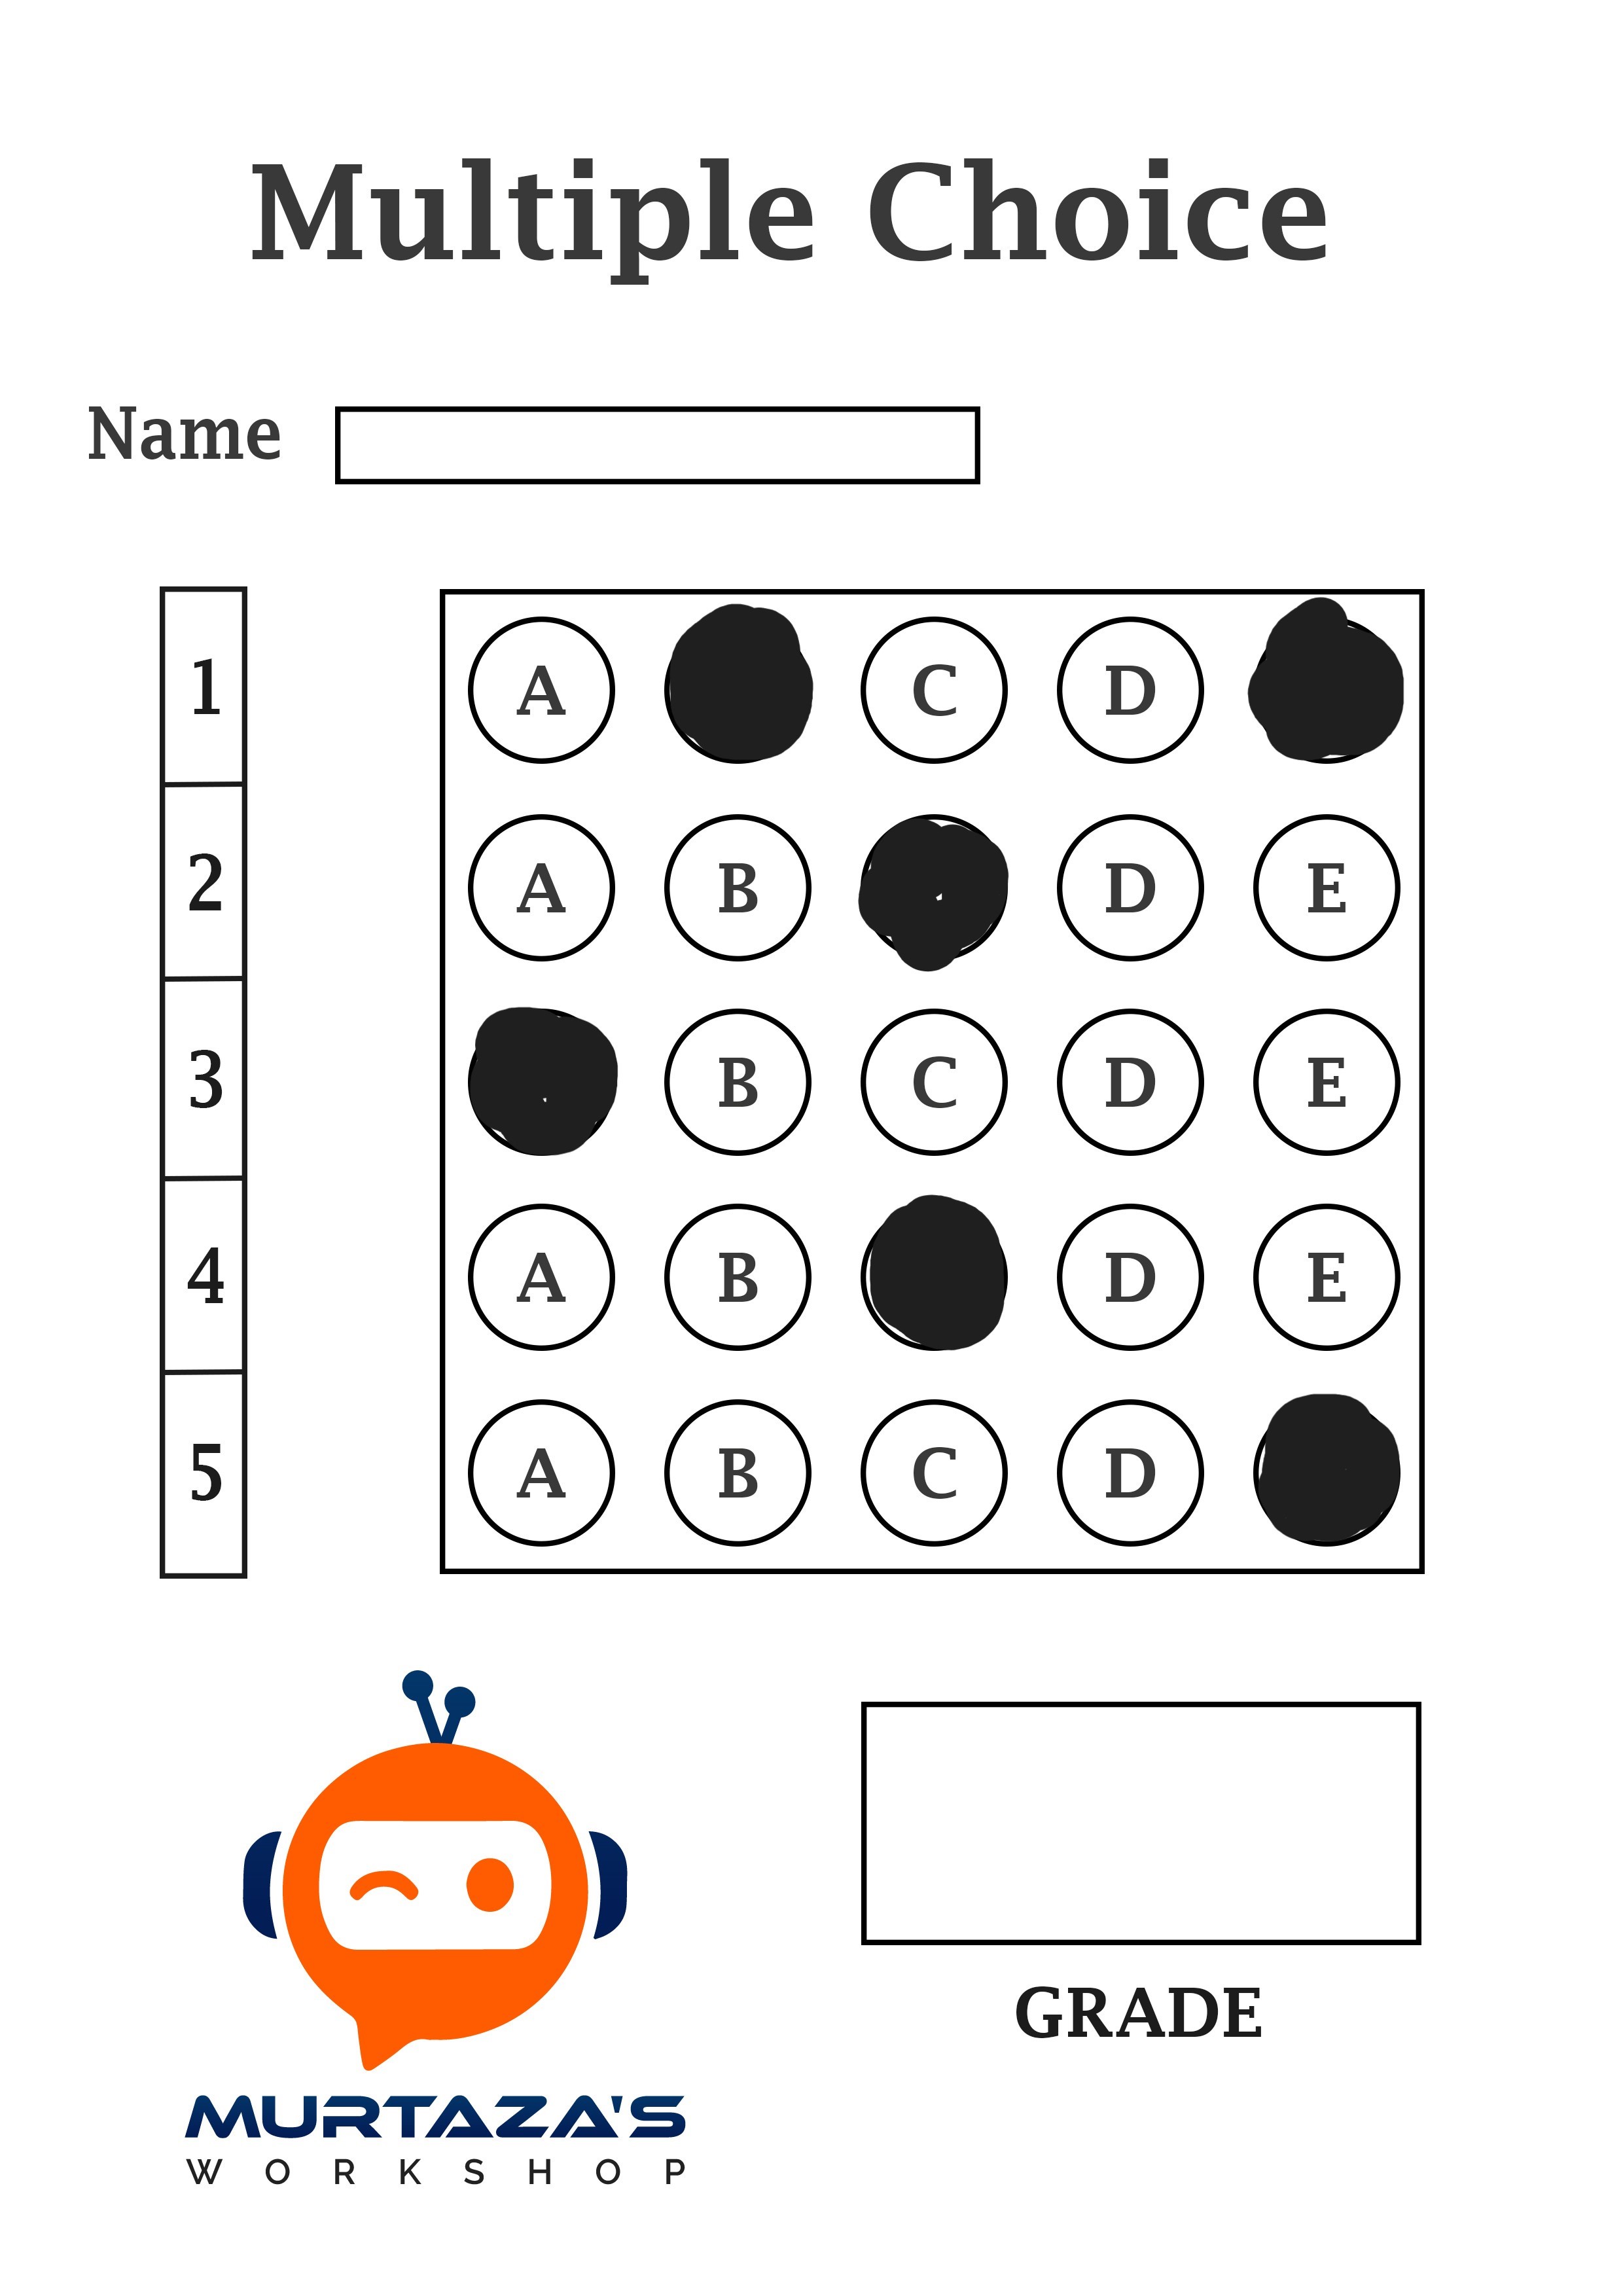 Multiple Choice
Name
1 A C D
2 A B D E
3 B C D E
4 A B D E
5 A B C D
GRADE
MURTAZA'S
WORKSHOP